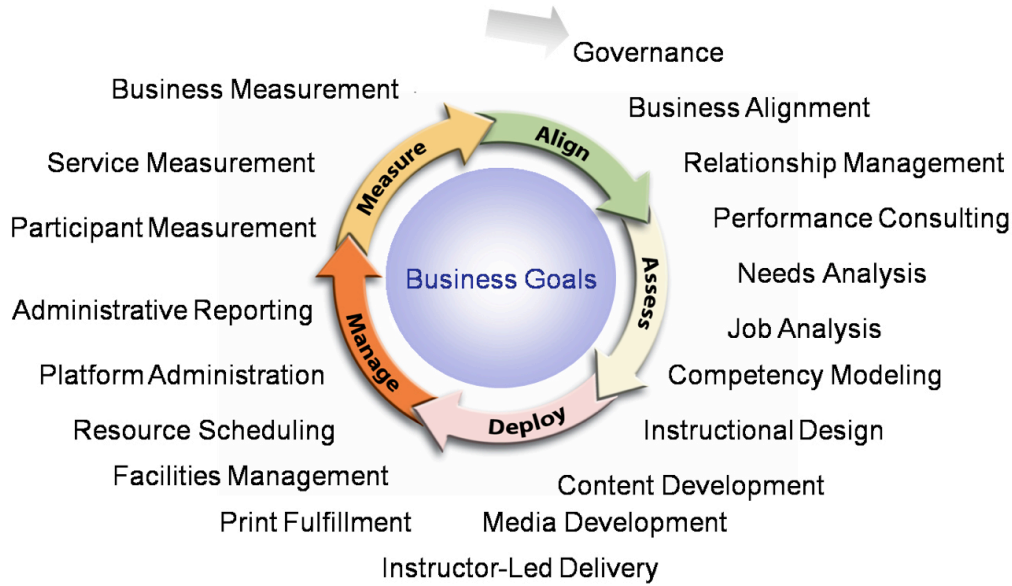 Governance
Business Alignment
Relationship Management
Performance Consulting
Needs Analysis
Job Analysis
Competency Modeling
Instructional Design
Content Development
Media Development
Instructor-Led Delivery
Print Fulfillment
Facilities Management
Resource Scheduling
Platform Administration
Administrative Reporting
Participant Measurement
Service Measurement
Business Measurement
Align
Assess
Deploy
Manage
Measure
Business Goals